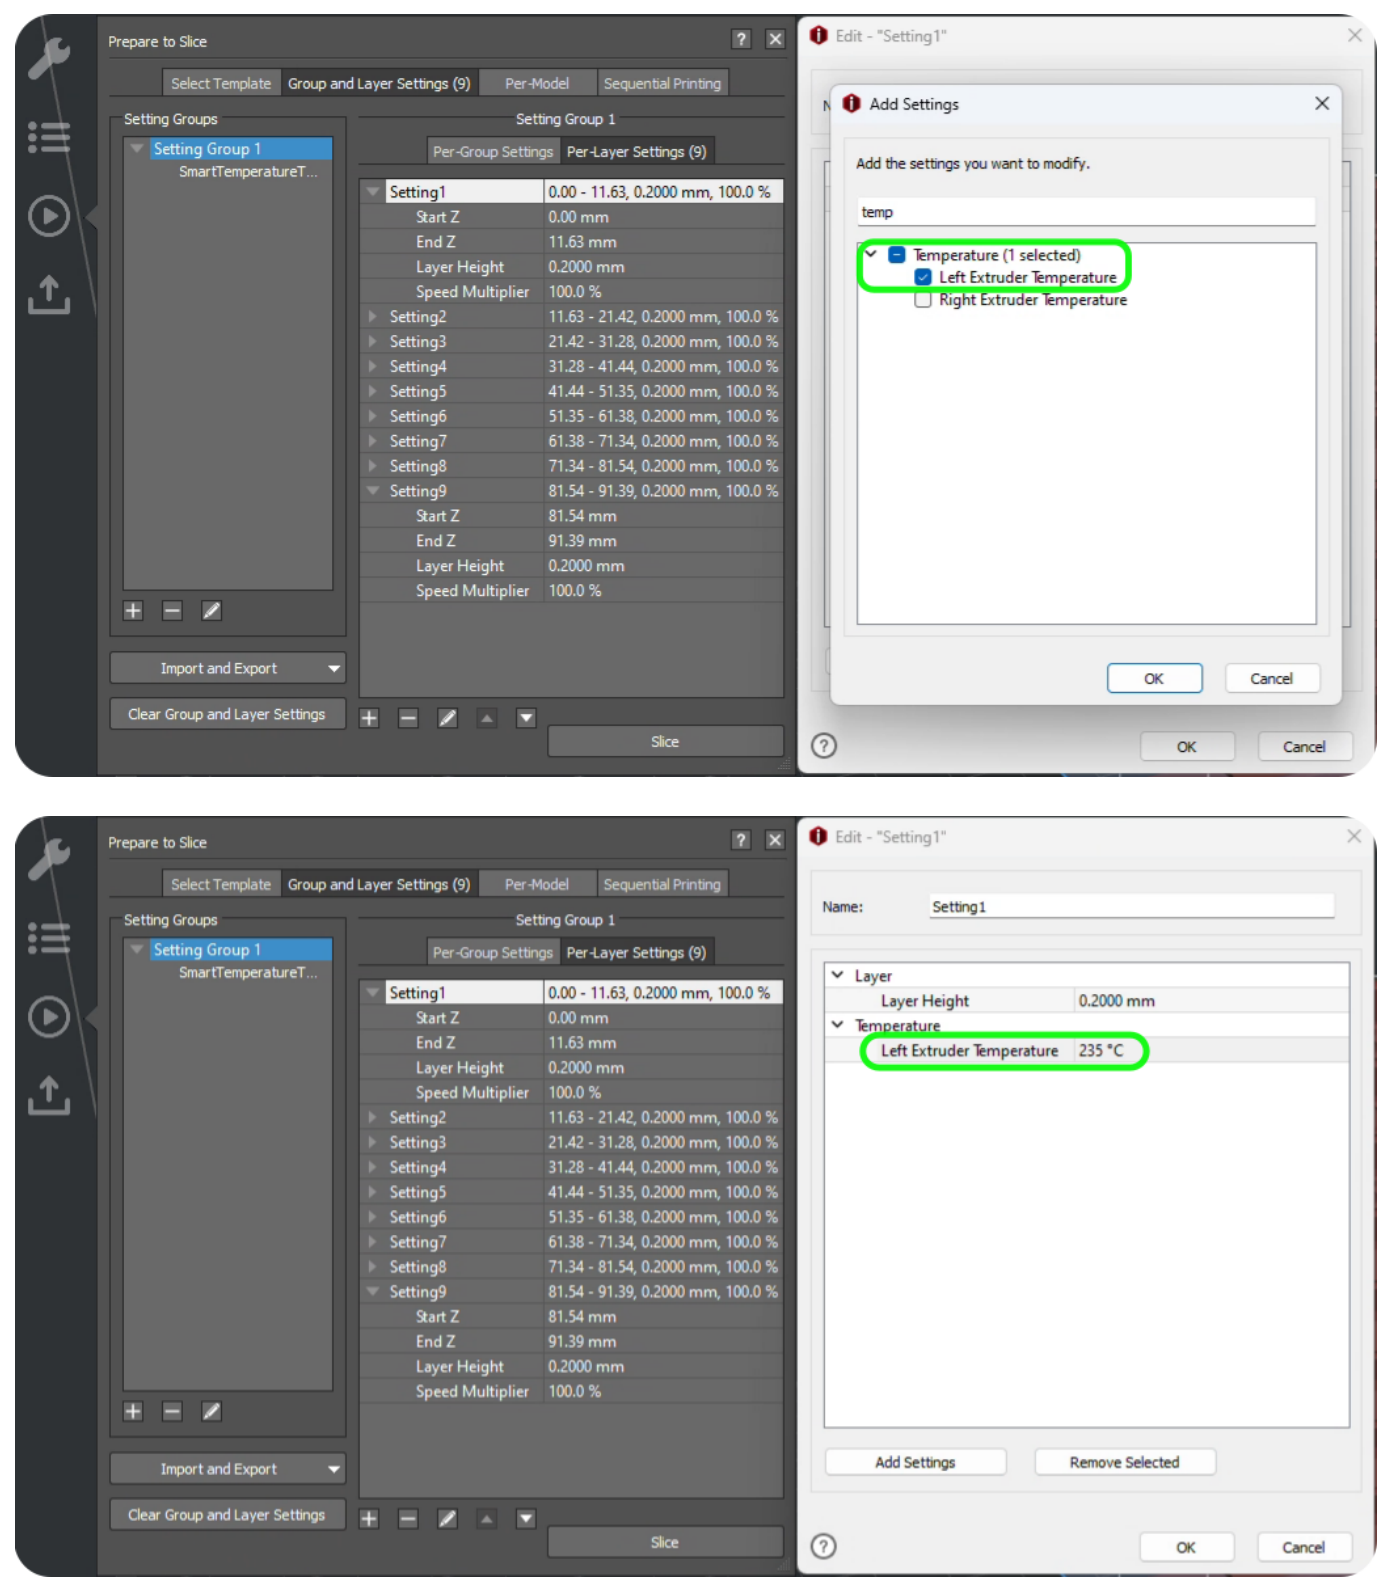 Prepare to Slice
?
Select Template
Group and Layer Settings (9)
Per-Model
Sequential Printing
Setting Groups
Setting Group 1
SmartTemperatureT...
Setting Group 1
Per-Group Settings
Per-Layer Settings (9)
Setting1 0.00 - 11.63, 0.2000 mm, 100.0 %
Start Z 0.00 mm
End Z 11.63 mm
Layer Height 0.2000 mm
Speed Multiplier 100.0 %
Setting2 11.63 - 21.42, 0.2000 mm, 100.0 %
Setting3 21.42 - 31.28, 0.2000 mm, 100.0 %
Setting4 31.28 - 41.44, 0.2000 mm, 100.0 %
Setting5 41.44 - 51.35, 0.2000 mm, 100.0 %
Setting6 51.35 - 61.38, 0.2000 mm, 100.0 %
Setting7 61.38 - 71.34, 0.2000 mm, 100.0 %
Setting8 71.34 - 81.54, 0.2000 mm, 100.0 %
Setting9 81.54 - 91.39, 0.2000 mm, 100.0 %
Start Z 81.54 mm
End Z 91.39 mm
Layer Height 0.2000 mm
Speed Multiplier 100.0 %
Import and Export
Clear Group and Layer Settings
Slice
Edit - "Setting1"
N
Add Settings
Add the settings you want to modify.
temp
Temperature (1 selected)
Left Extruder Temperature
Right Extruder Temperature
OK
Cancel
?
OK
Cancel
Prepare to Slice
?
Select Template
Group and Layer Settings (9)
Per-Model
Sequential Printing
Setting Groups
Setting Group 1
SmartTemperatureT...
Setting Group 1
Per-Group Settings
Per-Layer Settings (9)
Setting1 0.00 - 11.63, 0.2000 mm, 100.0 %
Start Z 0.00 mm
End Z 11.63 mm
Layer Height 0.2000 mm
Speed Multiplier 100.0 %
Setting2 11.63 - 21.42, 0.2000 mm, 100.0 %
Setting3 21.42 - 31.28, 0.2000 mm, 100.0 %
Setting4 31.28 - 41.44, 0.2000 mm, 100.0 %
Setting5 41.44 - 51.35, 0.2000 mm, 100.0 %
Setting6 51.35 - 61.38, 0.2000 mm, 100.0 %
Setting7 61.38 - 71.34, 0.2000 mm, 100.0 %
Setting8 71.34 - 81.54, 0.2000 mm, 100.0 %
Setting9 81.54 - 91.39, 0.2000 mm, 100.0 %
Start Z 81.54 mm
End Z 91.39 mm
Layer Height 0.2000 mm
Speed Multiplier 100.0 %
Import and Export
Clear Group and Layer Settings
Slice
Edit - "Setting1"
Name: Setting1
Layer
Layer Height 0.2000 mm
Temperature
Left Extruder Temperature 235 °C
Add Settings
Remove Selected
?
OK
Cancel